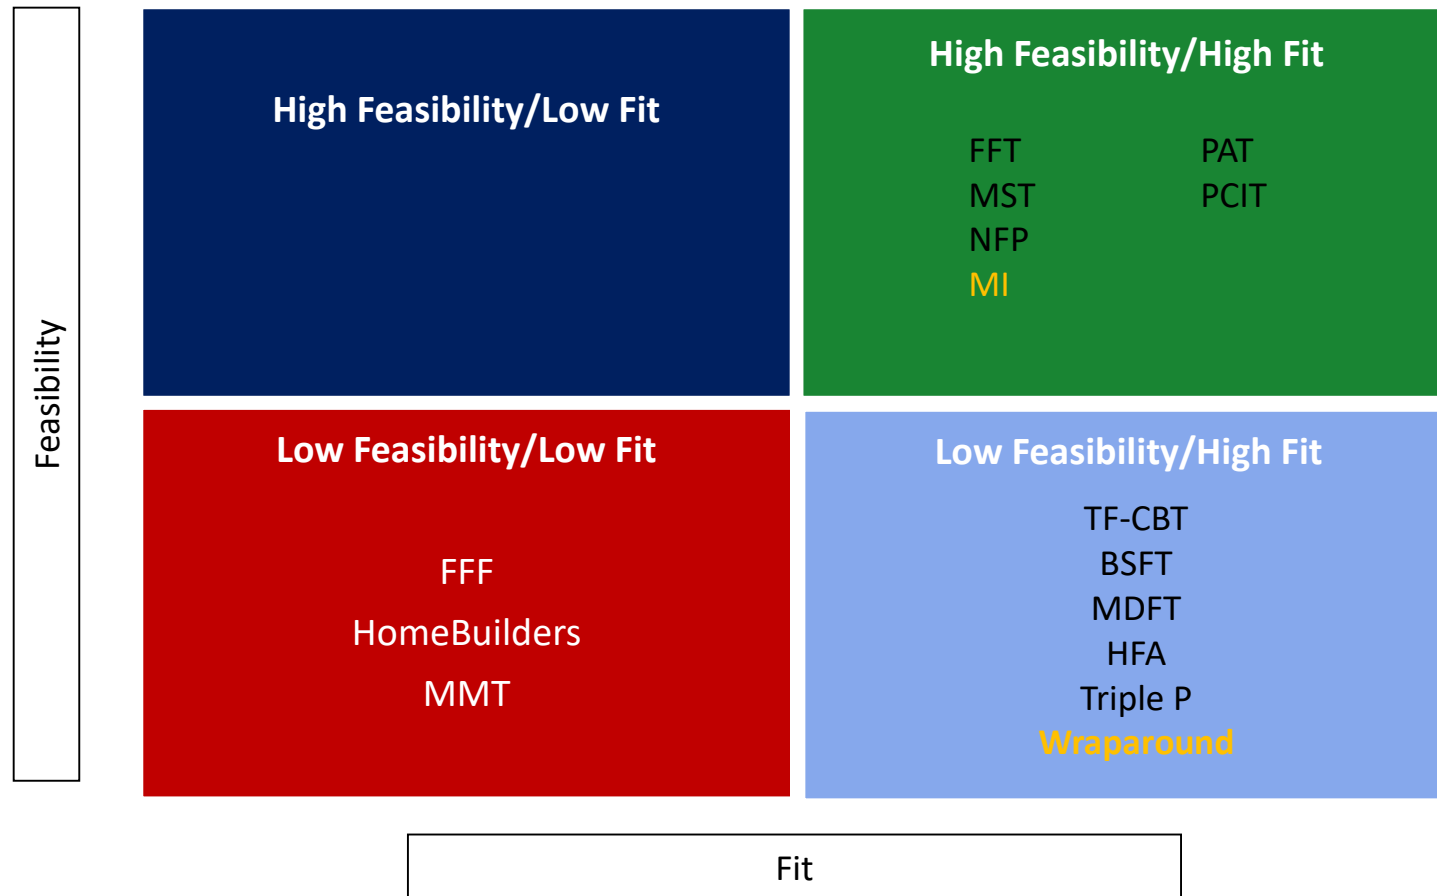 Feasibility
High Feasibility/Low Fit
High Feasibility/High Fit
FFT
MST
NFP
MI
PAT
PCIT
Low Feasibility/Low Fit
FFF
HomeBuilders
MMT
Low Feasibility/High Fit
TF-CBT
BSFT
MDFT
HFA
Triple P
Wraparound
Fit